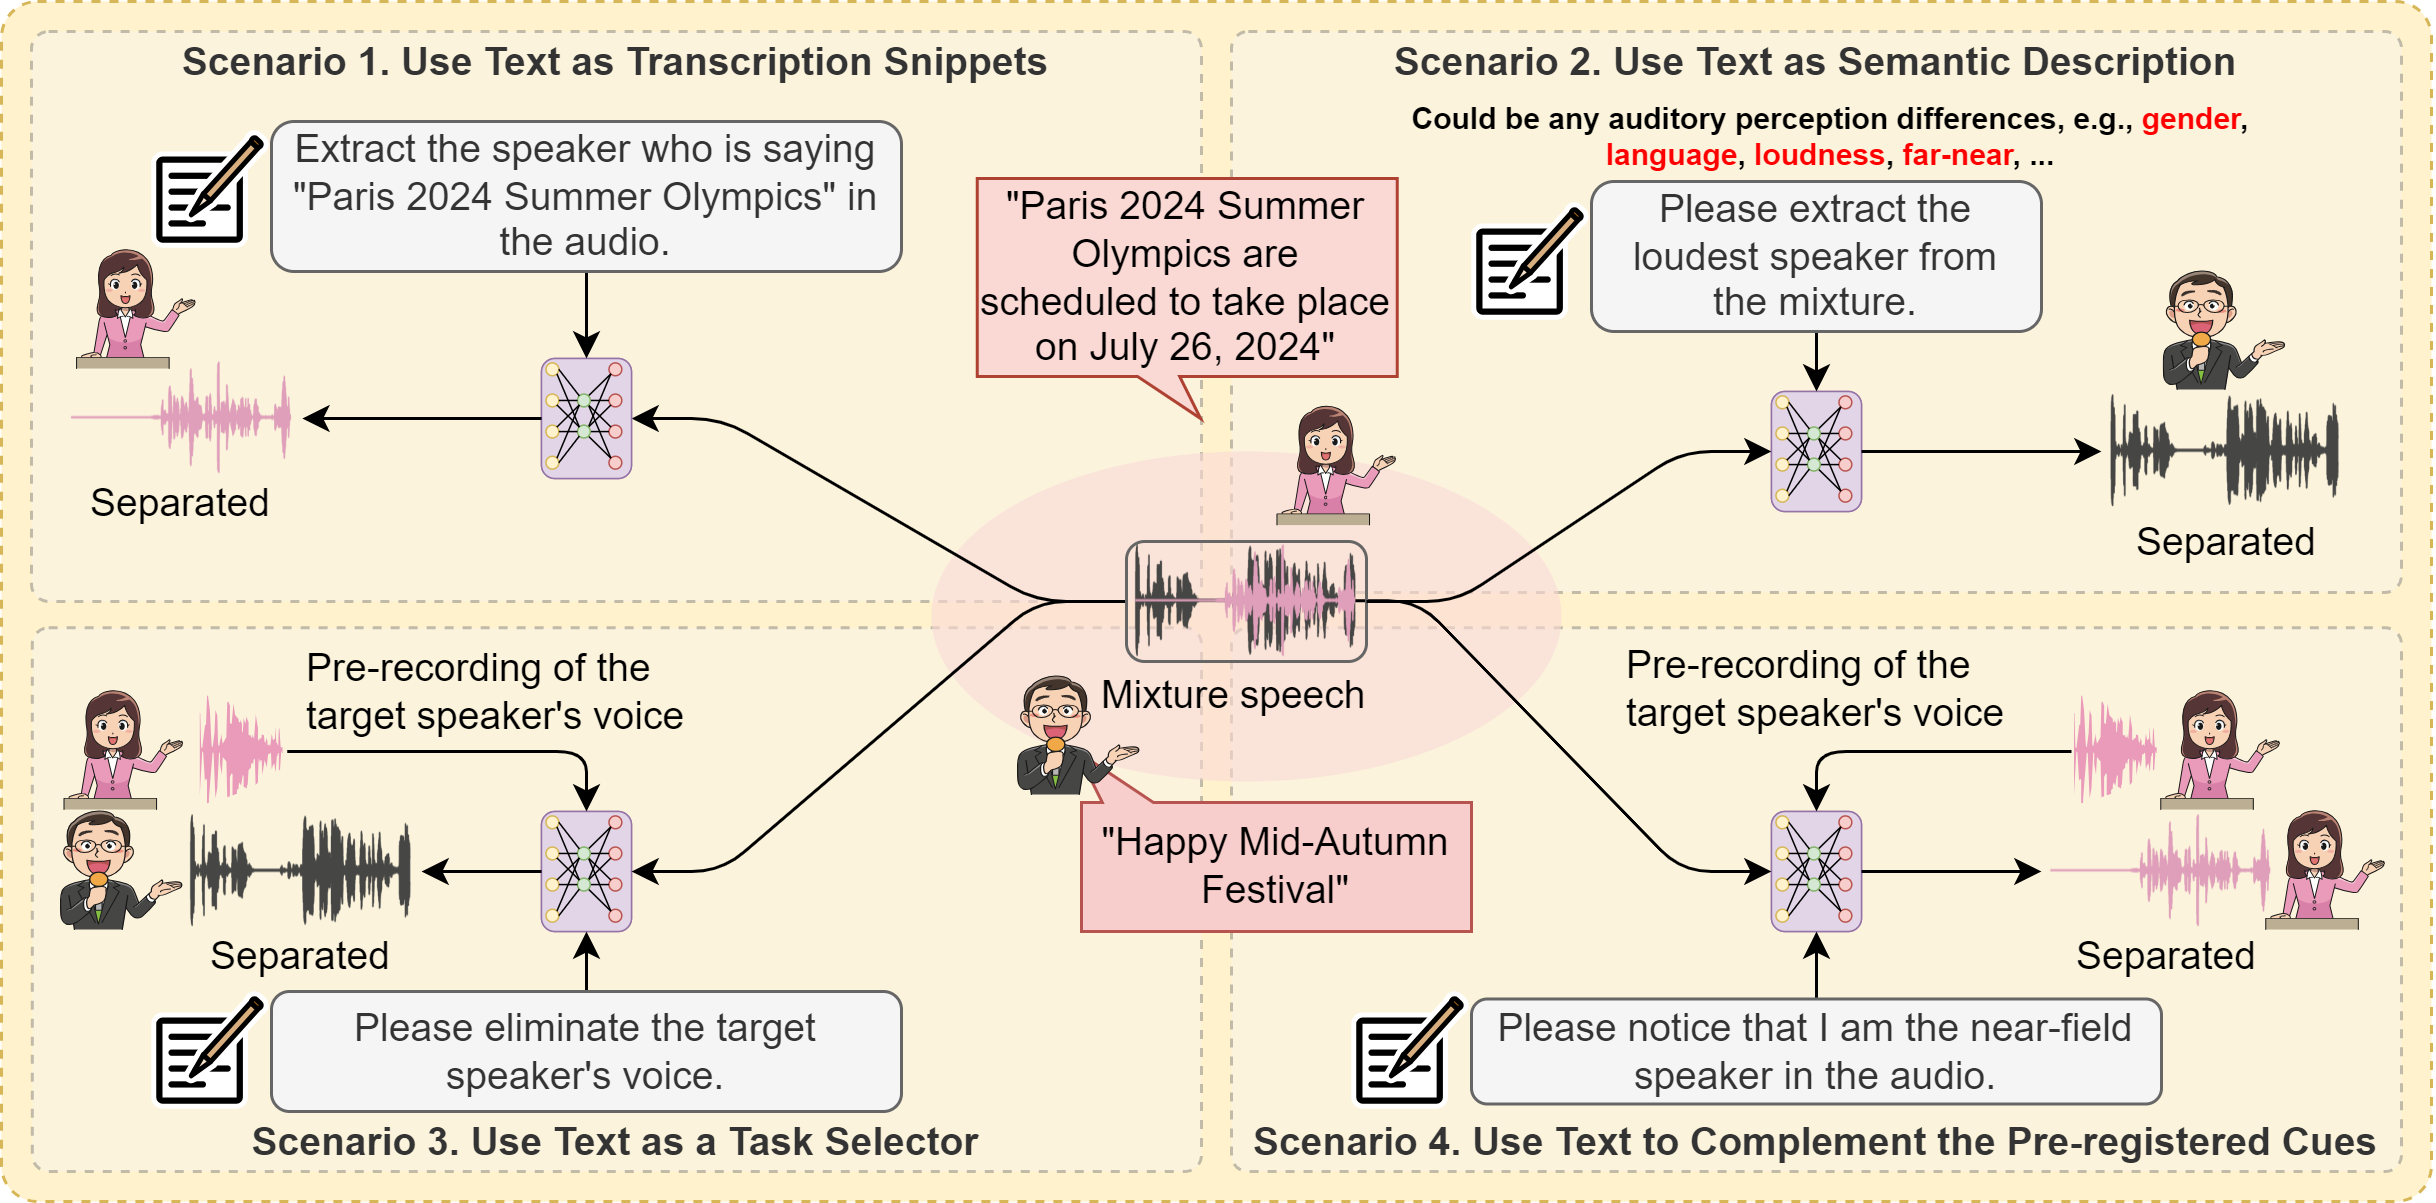 Scenario 1. Use Text as Transcription Snippets
Extract the speaker who is saying
"Paris 2024 Summer Olympics" in
the audio.
Separated
Scenario 2. Use Text as Semantic Description
Could be any auditory perception differences, e.g., gender,
language, loudness, far-near, ...
Please extract the
loudest speaker from
the mixture.
Separated
"Paris 2024 Summer
Olympics are
scheduled to take place
on July 26, 2024"
Mixture speech
"Happy Mid-Autumn
Festival"
Pre-recording of the
target speaker's voice
Separated
Please eliminate the target
speaker's voice.
Scenario 3. Use Text as a Task Selector
Pre-recording of the
target speaker's voice
Separated
Please notice that I am the near-field
speaker in the audio.
Scenario 4. Use Text to Complement the Pre-registered Cues